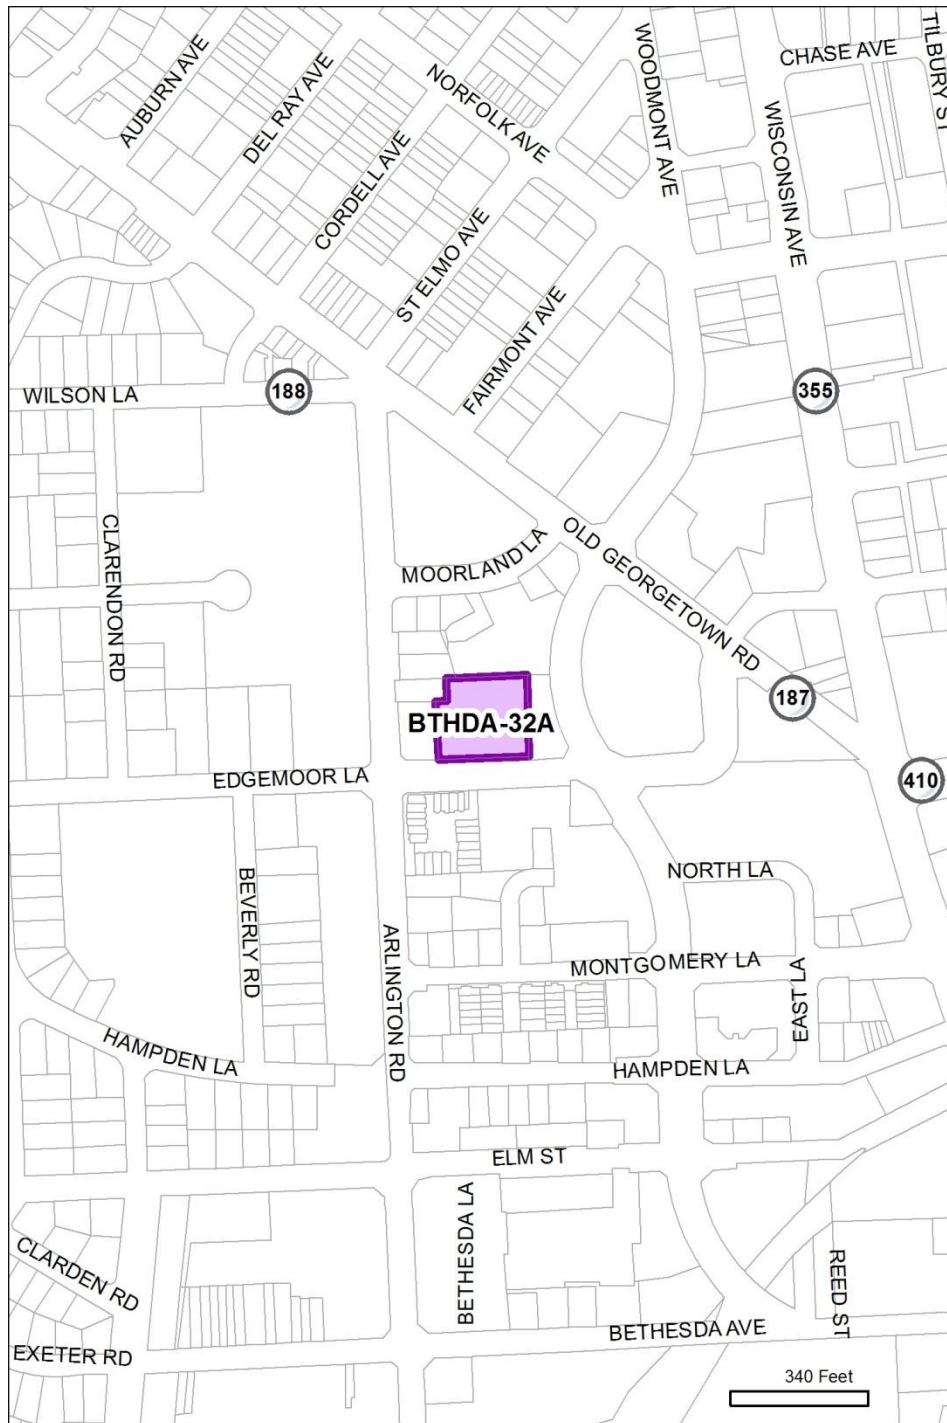 AUBURN AVE
DEL RAY AVE
NORFOLK AVE
WOODMONT AVE
CHASE AVE
TILBURY ST
WISCONSIN AVE
CORDELL AVE
ST ELMO AVE
FAIRMONT AVE
WILSON LA
188
355
CLARENDON RD
MOORLAND LA
OLD GEORGETOWN RD
187
BTHDA-32A
EDGEMOOR LA
410
BEVERLY RD
NORTH LA
ARLINGTON RD
MONTGOMERY LA
EAST LA
HAMPDEN LA
HAMPDEN LA
ELM ST
BETHESDA LA
CLARDEN RD
REED ST
BETHESDA AVE
EXETER RD
340 Feet